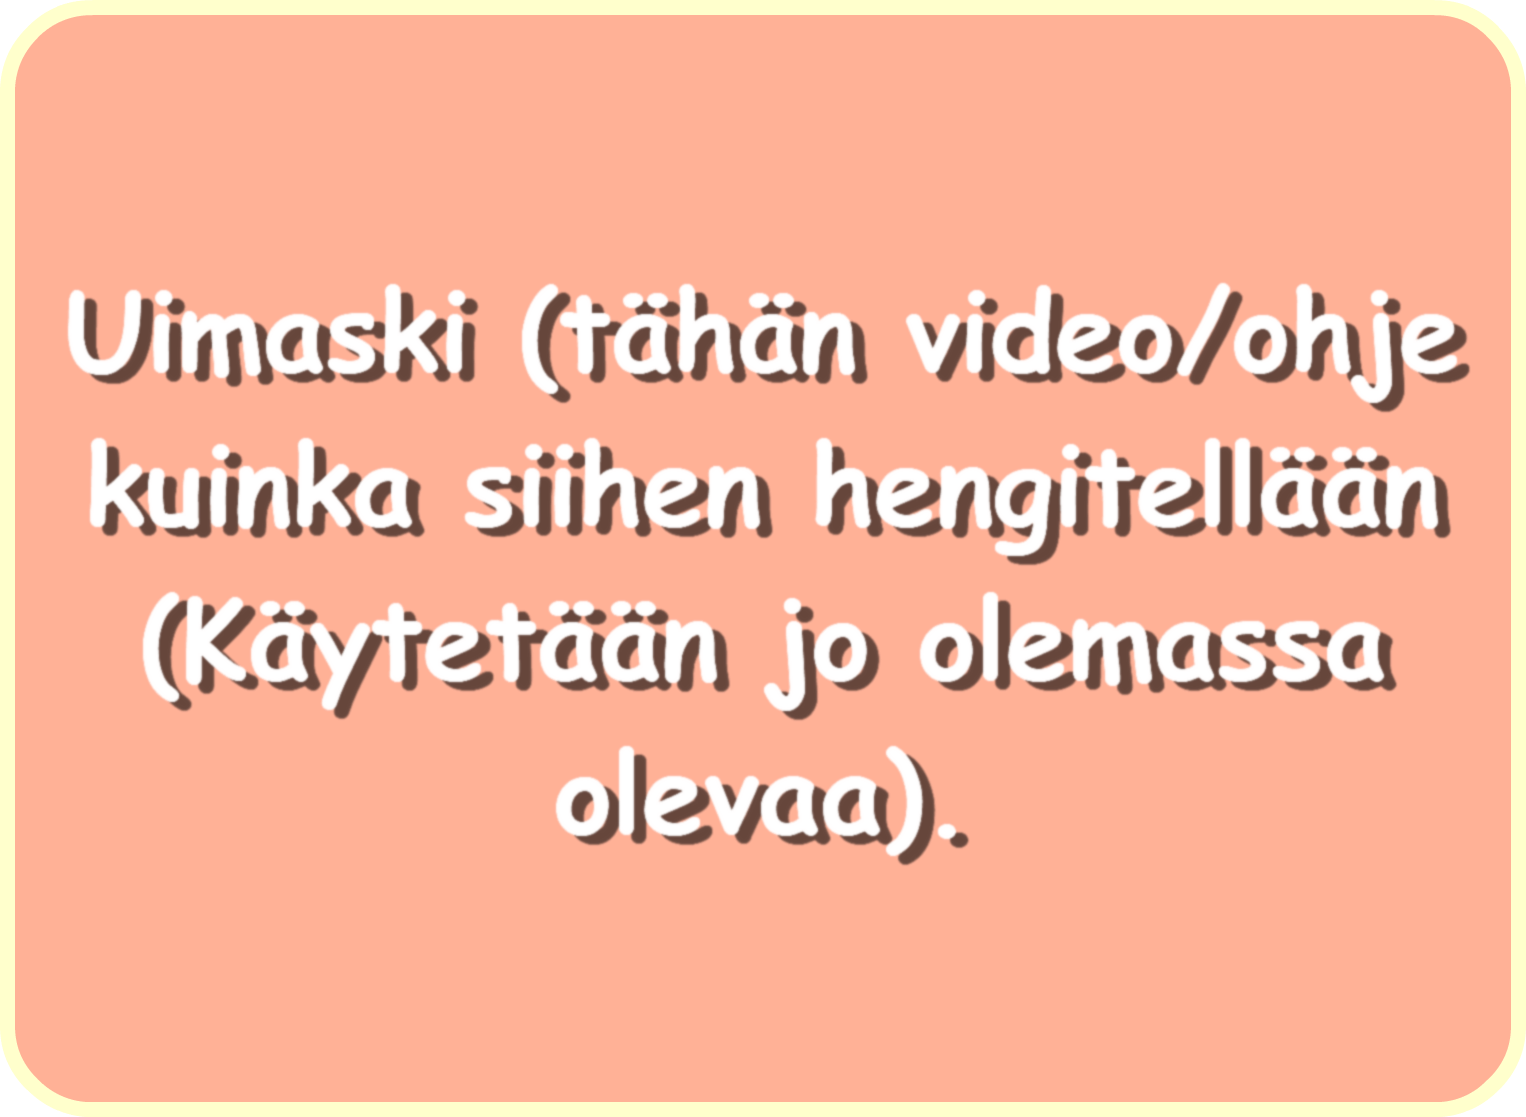 Uimaski (tähän video/ohje
kuinka siihen hengitellään
(Käytetään jo olemassa
olevaa).